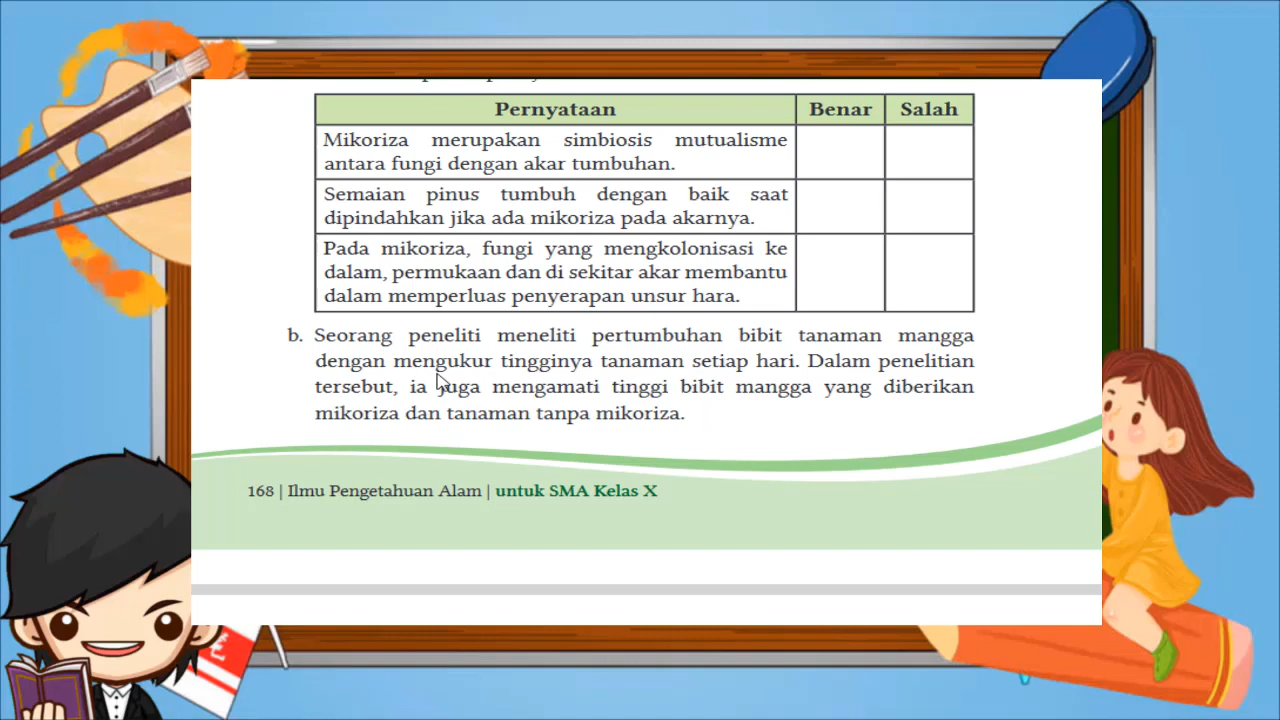 Pernyataan Benar Salah
Mikoriza merupakan simbiosis mutualisme
antara fungi dengan akar tumbuhan.
Semaian pinus tumbuh dengan baik saat
dipindahkan jika ada mikoriza pada akarnya.
Pada mikoriza, fungi yang mengkolonisasi ke
dalam, permukaan dan di sekitar akar membantu
dalam memperluas penyerapan unsur hara.
b. Seorang peneliti meneliti pertumbuhan bibit tanaman mangga
dengan mengukur tingginya tanaman setiap hari. Dalam penelitian
tersebut, ia juga mengamati tinggi bibit mangga yang diberikan
mikoriza dan tanaman tanpa mikoriza.
168 | Ilmu Pengetahuan Alam | untuk SMA Kelas X